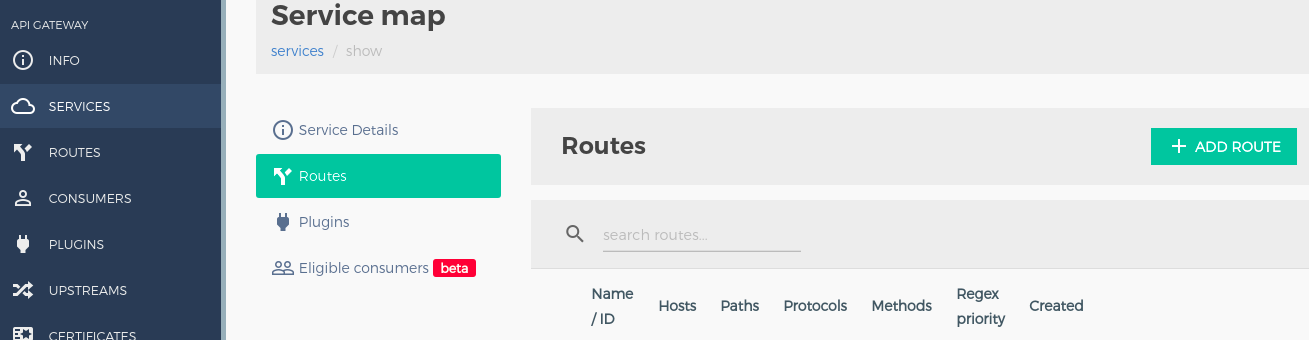 API GATEWAY
INFO
SERVICES
ROUTES
CONSUMERS
PLUGINS
UPSTREAMS
CERTIFICATES
Service map
services / show
Service Details
Routes
Plugins
Eligible consumers beta
Routes
ADD ROUTE
search routes...
Name / ID Hosts Paths Protocols Methods Regex priority Created